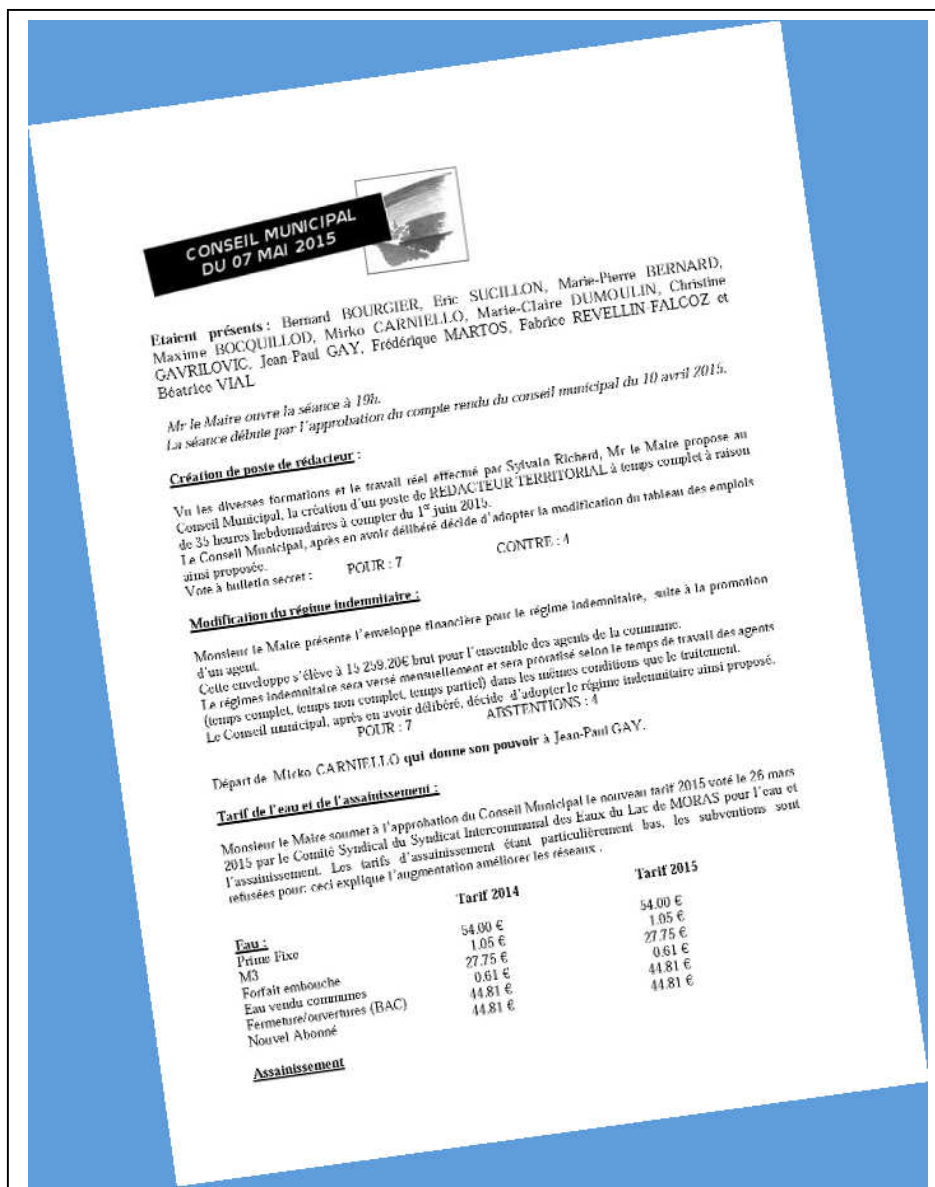 CONSEIL MUNICIPAL
DU 07 MAI 2015
Etaient présents : Bernard BOURGIER, Eric SUCILLON, Marie-Pierre BERNARD,
Maxime BOCQUILLOD, Mirko CARNIELLO, Marie-Claire DUMOULIN, Christine
GAVRILOVIC, Jean-Paul GAY, Frédérique MARTOS, Fabrice REVELLIN-FALCOZ et
Béatrice VIAL
Mr le Maire ouvre la séance à 19h.
La séance débute par l'approbation du compte rendu du conseil municipal du 10 avril 2015.
Création de poste de rédacteur :
Vu les diverses formations et le travail réel effectué par Sylvain Richerd, Mr le Maire propose au
Conseil Municipal, la création d'un poste de REDACTEUR TERRITORIAL à temps complet à raison
de 35 heures hebdomadaires à compter du 1er juin 2015.
Le Conseil Municipal, après en avoir délibéré décide d'adopter la modification du tableau des emplois
ainsi proposée.
Vote à bulletin secret : POUR : 7 CONTRE : 4
Modification du régime indemnitaire :
Monsieur le Maire présente l'enveloppe financière pour le régime indemnitaire, suite à la promotion
d'un agent.
Cette enveloppe s'élève à 15 259.20€ brut pour l'ensemble des agents de la commune.
Le régimes indemnitaire sera versé mensuellement et sera proratisé selon le temps de travail des agents
(temps complet, temps non complet, temps partiel) dans les mêmes conditions que le traitement.
Le Conseil municipal, après en avoir délibéré, décide d'adopter le régime indemnitaire ainsi proposé.
POUR : 7 ABSTENTIONS : 4
Départ de Mirko CARNIELLO qui donne son pouvoir à Jean-Paul GAY.
Tarif de l'eau et de l'assainissement :
Monsieur le Maire soumet à l'approbation du Conseil Municipal le nouveau tarif 2015 voté le 26 mars
2015 par le Comité Syndical du Syndicat Intercommunal des Eaux du Lac de MORAS pour l'eau et
l'assainissement. Les tarifs d'assainissement étant particulièrement bas, les subventions sont
refusées pour: ceci explique l'augmentation améliorer les réseaux .
Tarif 2014 Tarif 2015
Eau :
Prime Fixe 54.00 € 54.00 €
M3 1.05 € 1.05 €
Forfait embouche 27.75 € 27.75 €
Eau vendu communes 0.61 € 0.61 €
Fermeture/ouvertures (BAC) 44.81 € 44.81 €
Nouvel Abonné 44.81 € 44.81 €
Assainissement